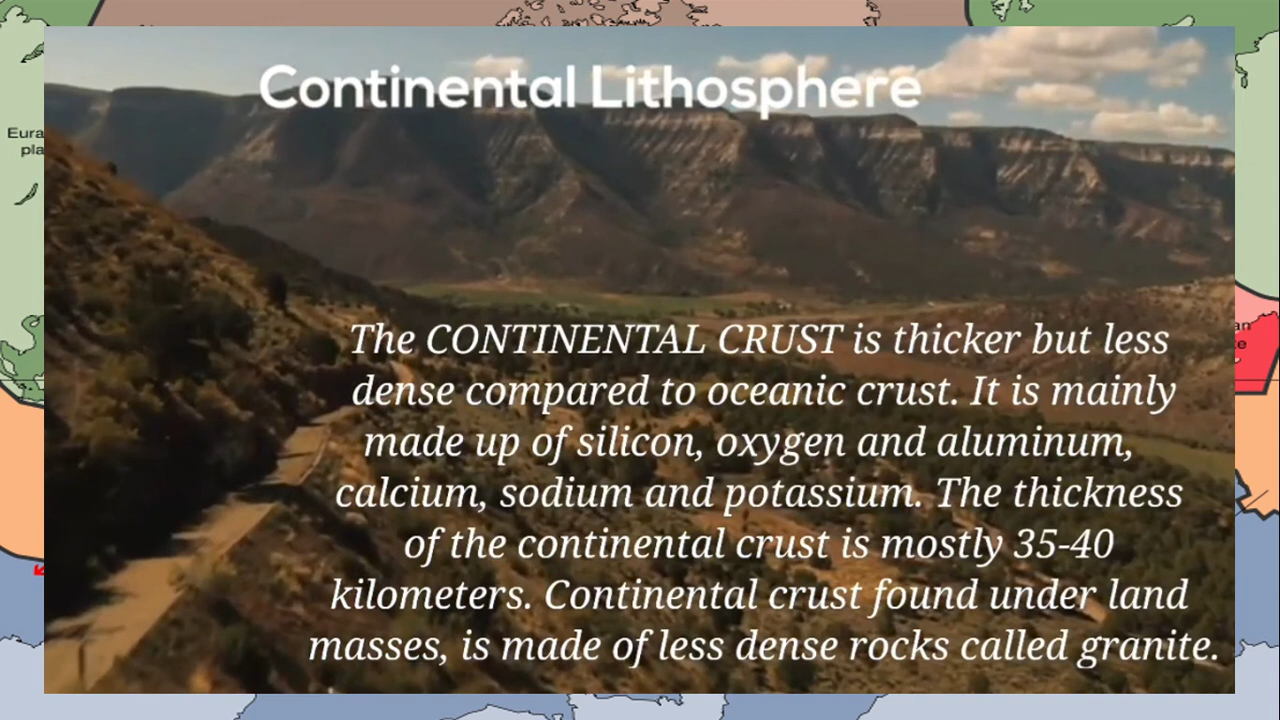 Continental Lithosphere
Eura
pla
The CONTINENTAL CRUST is thicker but less
dense compared to oceanic crust. It is mainly
made up of silicon, oxygen and aluminum,
calcium, sodium and potassium. The thickness
of the continental crust is mostly 35-40
kilometers. Continental crust found under land
masses, is made of less dense rocks called granite.